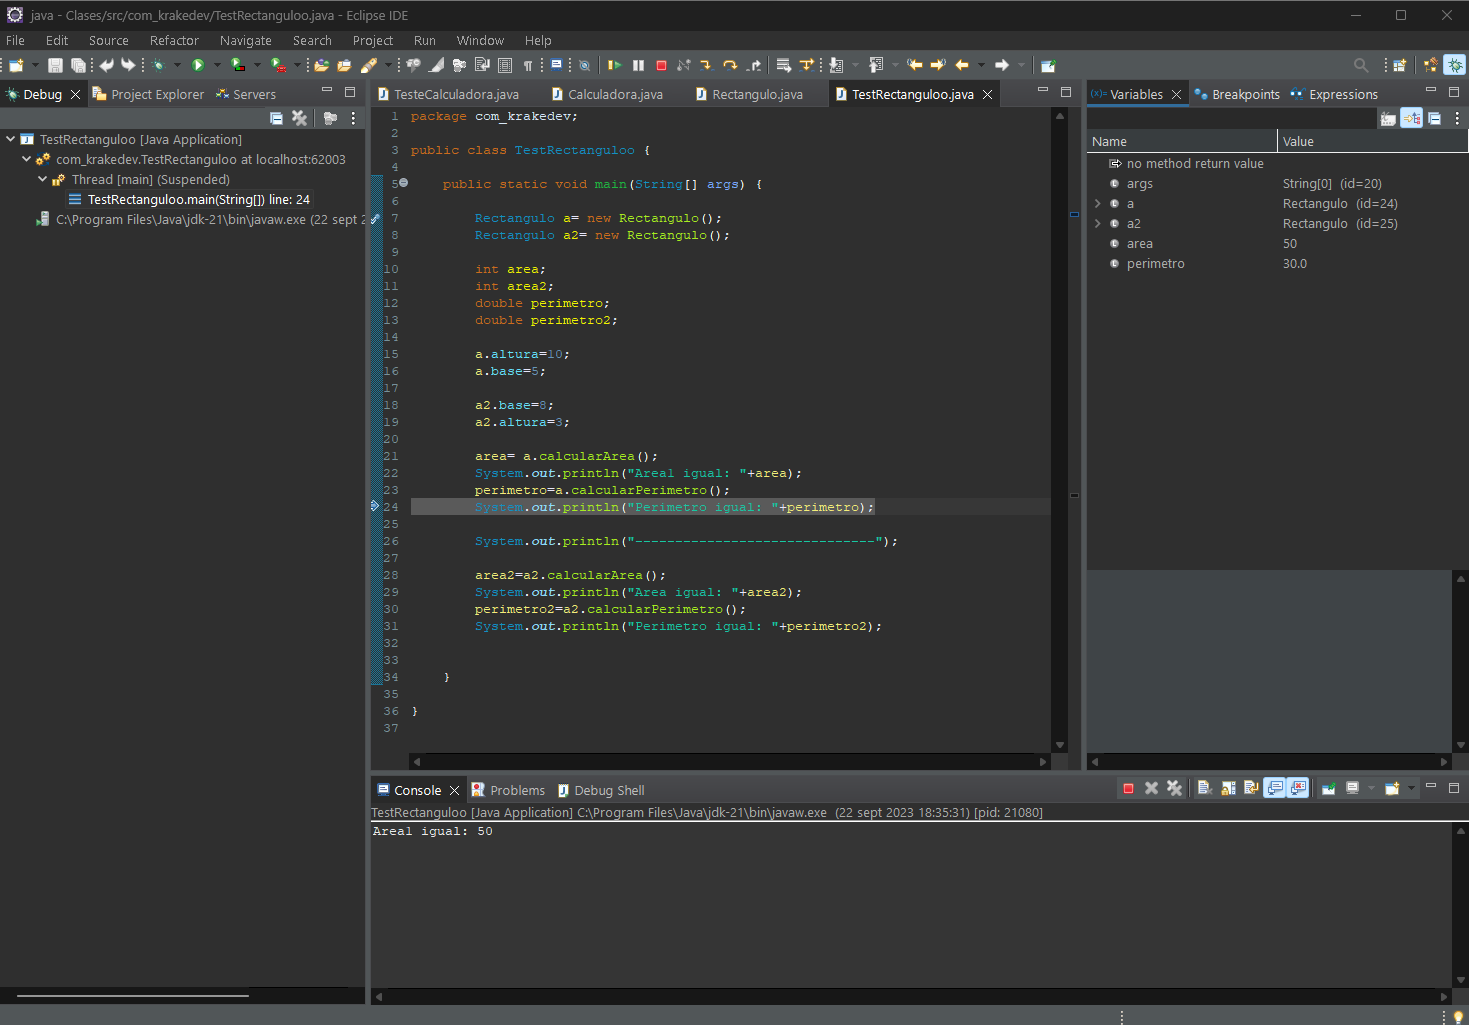 java - Clases/src/com_krakedev/TestRectanguloo.java - Eclipse IDE
File Edit Source Refactor Navigate Search Project Run Window Help
Debug Project Explorer Servers
TestRectanguloo [Java Application]
com_krakedev.TestRectanguloo at localhost:62003
Thread [main] (Suspended)
TestRectanguloo.main(String[]) line: 24
C:\Program Files\Java\jdk-21\bin\javaw.exe (22 sept 2
TesteCalculadora.java Calculadora.java Rectangulo.java TestRectanguloo.java
1 package com_krakedev;
2
3 public class TestRectanguloo {
4
5 public static void main(String[] args) {
6
7 Rectangulo a= new Rectangulo();
8 Rectangulo a2= new Rectangulo();
9
10 int area;
11 int area2;
12 double perimetro;
13 double perimetro2;
14
15 a.altura=10;
16 a.base=5;
17
18 a2.base=8;
19 a2.altura=3;
20
21 area= a.calcularArea();
22 System.out.println("Areal igual: "+area);
23 perimetro=a.calcularPerimetro();
24 System.out.println("Perimetro igual: "+perimetro);
25
26 System.out.println("------------------------------");
27
28 area2=a2.calcularArea();
29 System.out.println("Area igual: "+area2);
30 perimetro2=a2.calcularPerimetro();
31 System.out.println("Perimetro igual: "+perimetro2);
32
33
34 }
35
36 }
37
Variables Breakpoints Expressions
Name Value
no method return value
args String[0] (id=20)
a Rectangulo (id=24)
a2 Rectangulo (id=25)
area 50
perimetro 30.0
Console Problems Debug Shell
TestRectanguloo [Java Application] C:\Program Files\Java\jdk-21\bin\javaw.exe (22 sept 2023 18:35:31) [pid: 21080]
Areal igual: 50